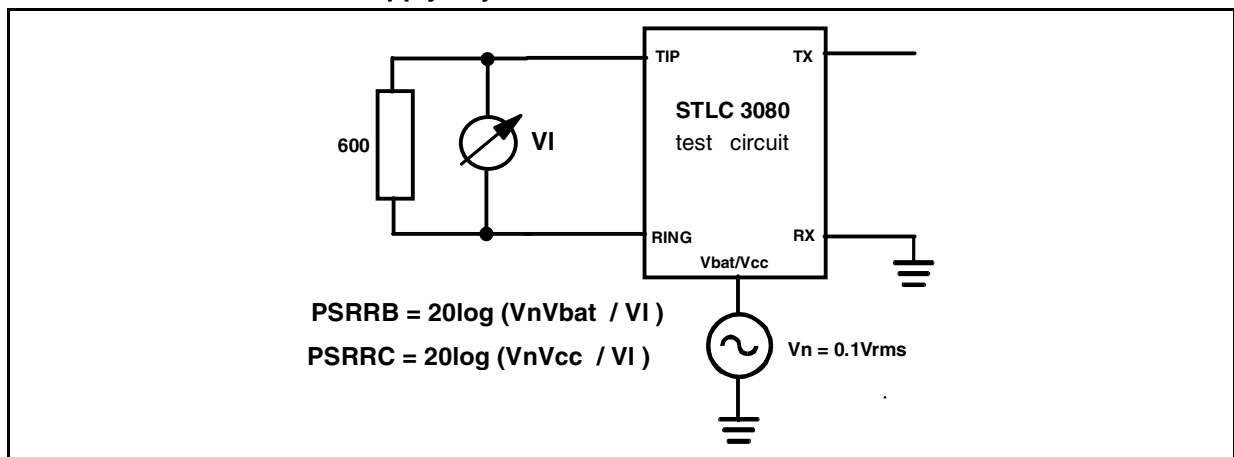 TIP
TX
STLC 3080
test circuit
600
VI
RING
RX
Vbat/Vcc
PSRRB = 20log (VnVbat / VI )
PSRRC = 20log (VnVcc / VI )
Vn = 0.1Vrms